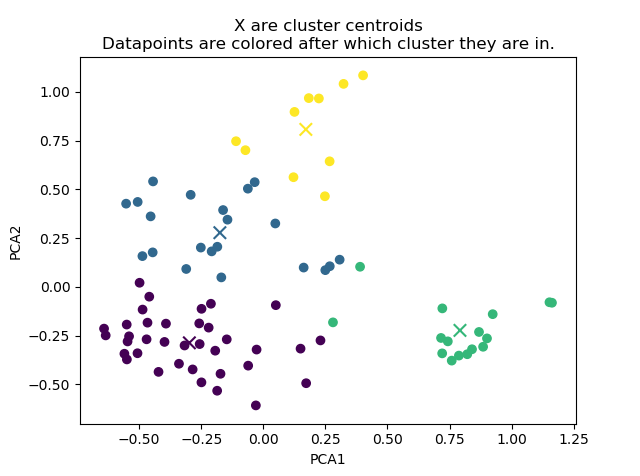 X are cluster centroids
Datapoints are colored after which cluster they are in.
1.00
0.75
0.50
0.25
0.00
−0.25
−0.50
PCA2
−0.50 −0.25 0.00 0.25 0.50 0.75 1.00 1.25
PCA1